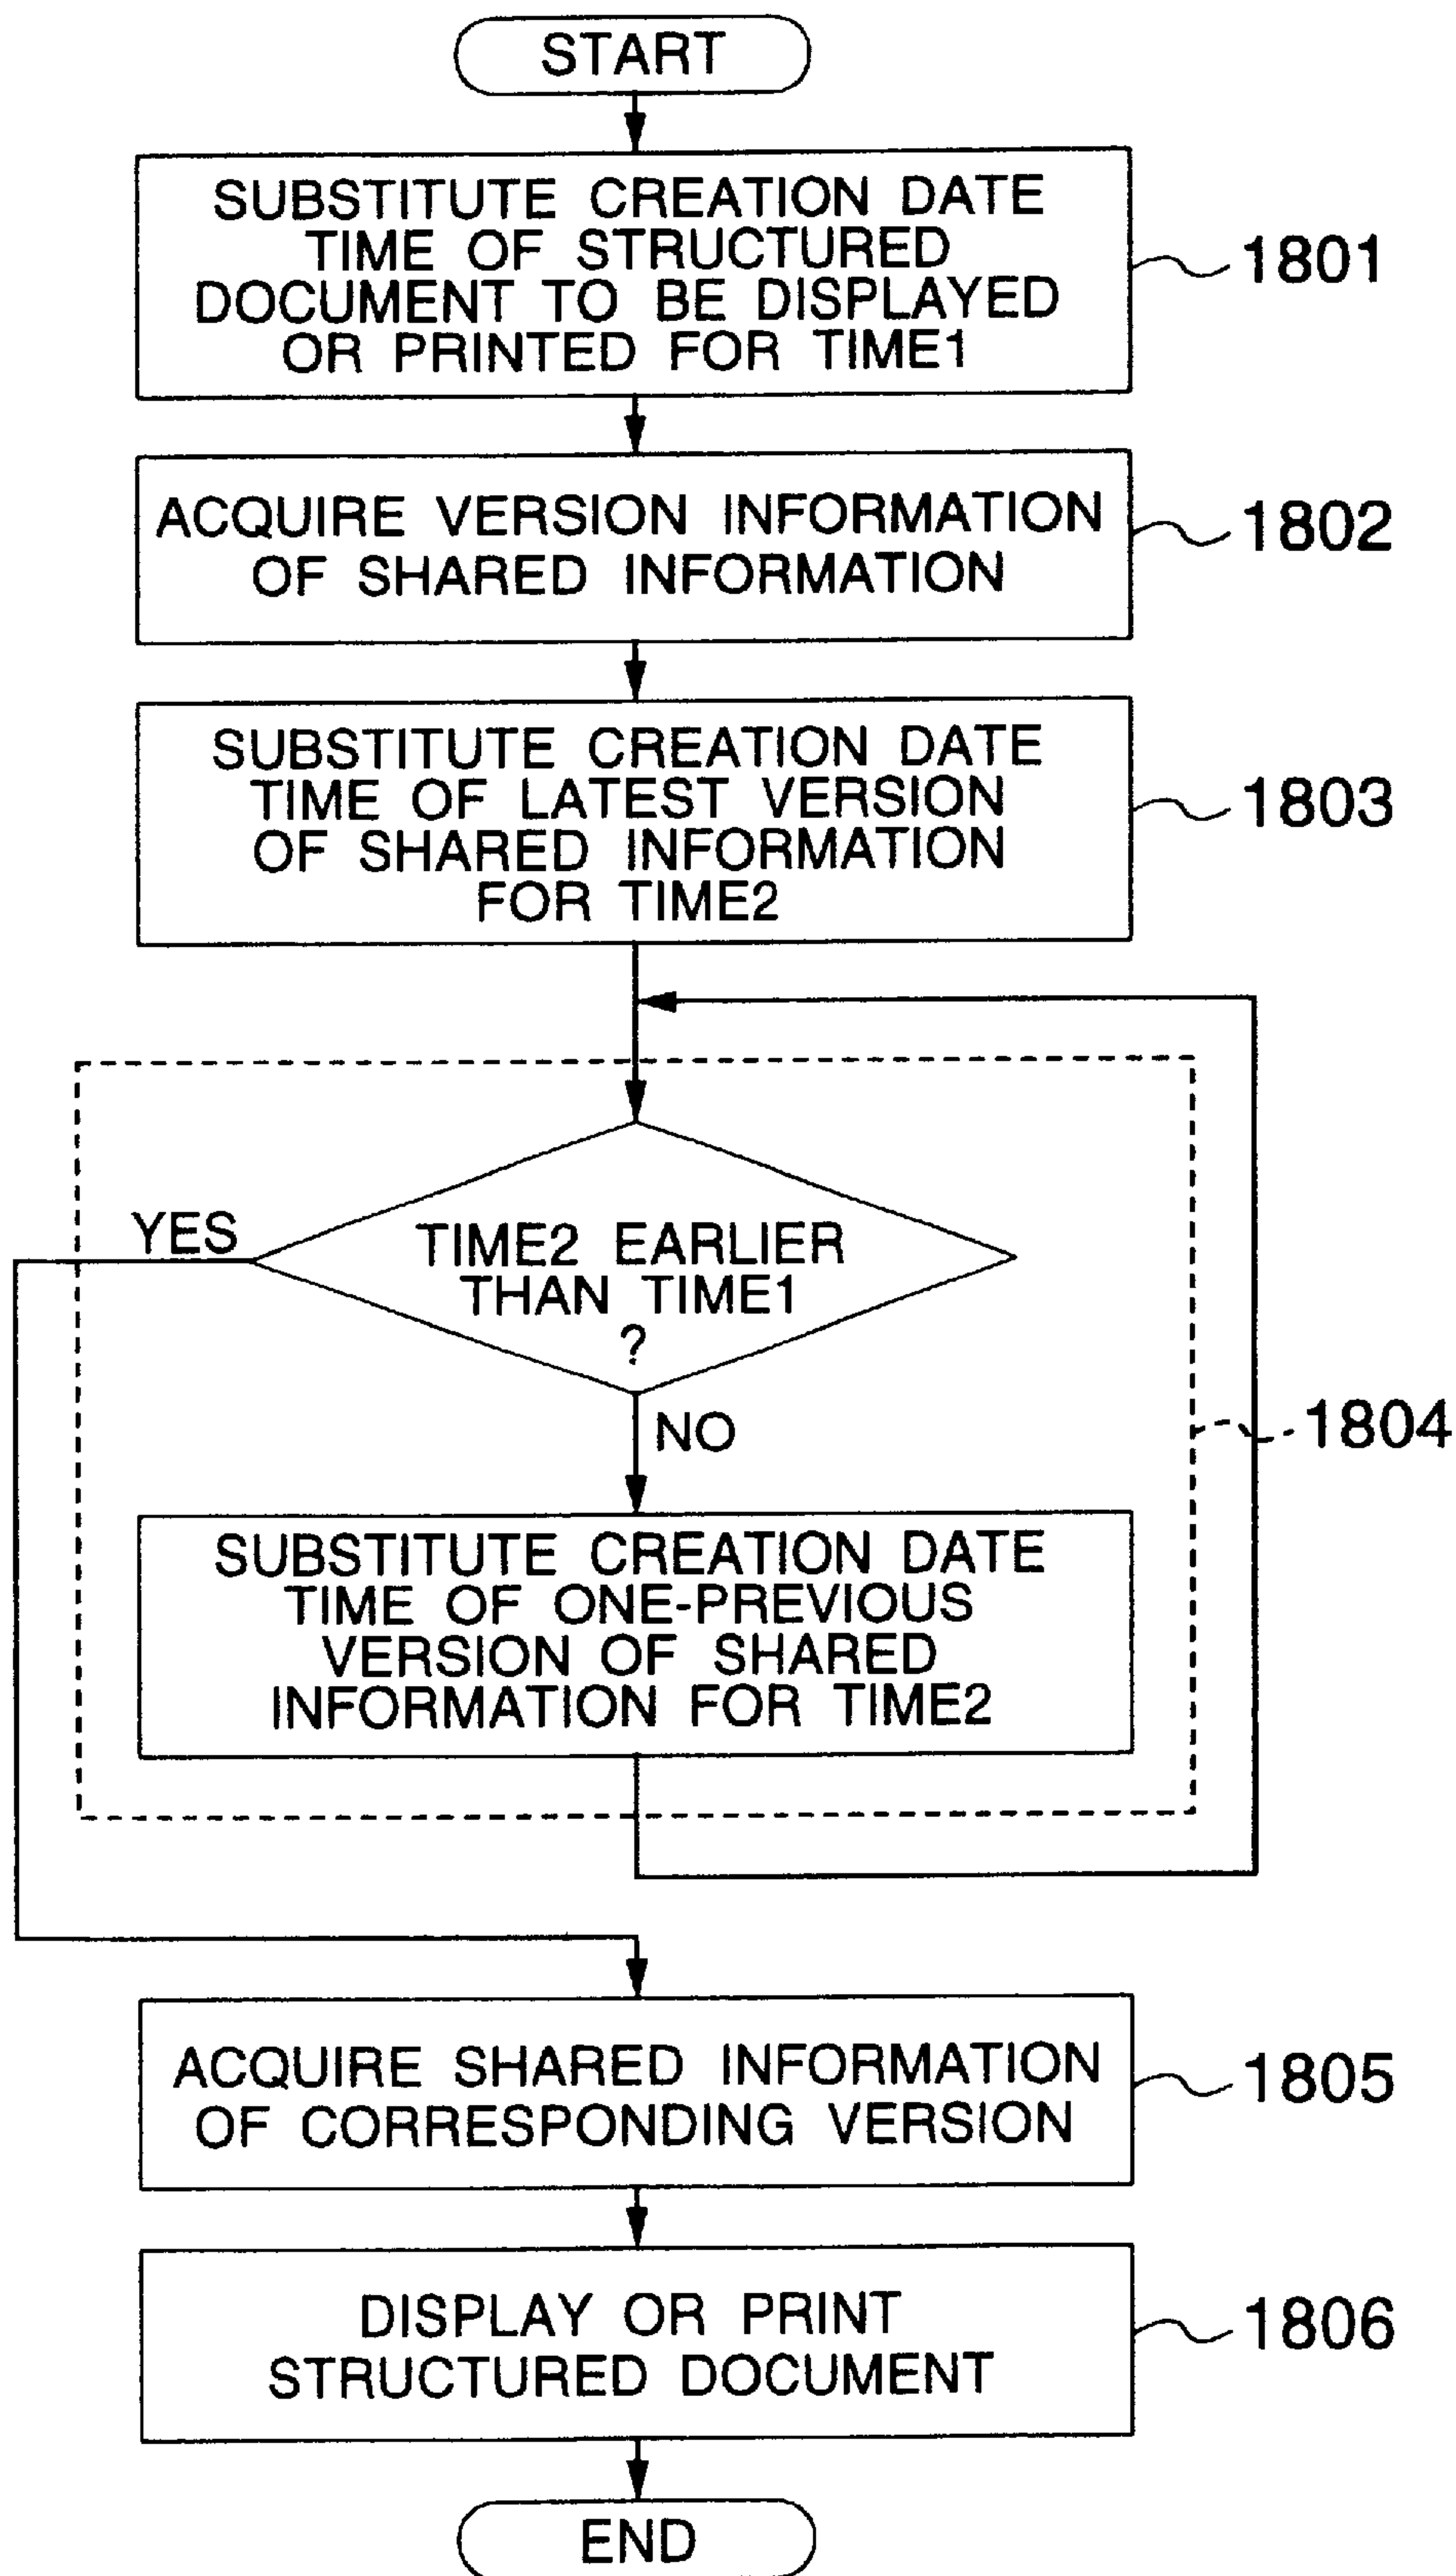 START
SUBSTITUTE CREATION DATE
TIME OF STRUCTURED
DOCUMENT TO BE DISPLAYED
OR PRINTED FOR TIME1
1801
ACQUIRE VERSION INFORMATION
OF SHARED INFORMATION
1802
SUBSTITUTE CREATION DATE
TIME OF LATEST VERSION
OF SHARED INFORMATION
FOR TIME2
1803
YES
TIME2 EARLIER
THAN TIME1
?
NO
1804
SUBSTITUTE CREATION DATE
TIME OF ONE-PREVIOUS
VERSION OF SHARED
INFORMATION FOR TIME2
ACQUIRE SHARED INFORMATION
OF CORRESPONDING VERSION
1805
DISPLAY OR PRINT
STRUCTURED DOCUMENT
1806
END